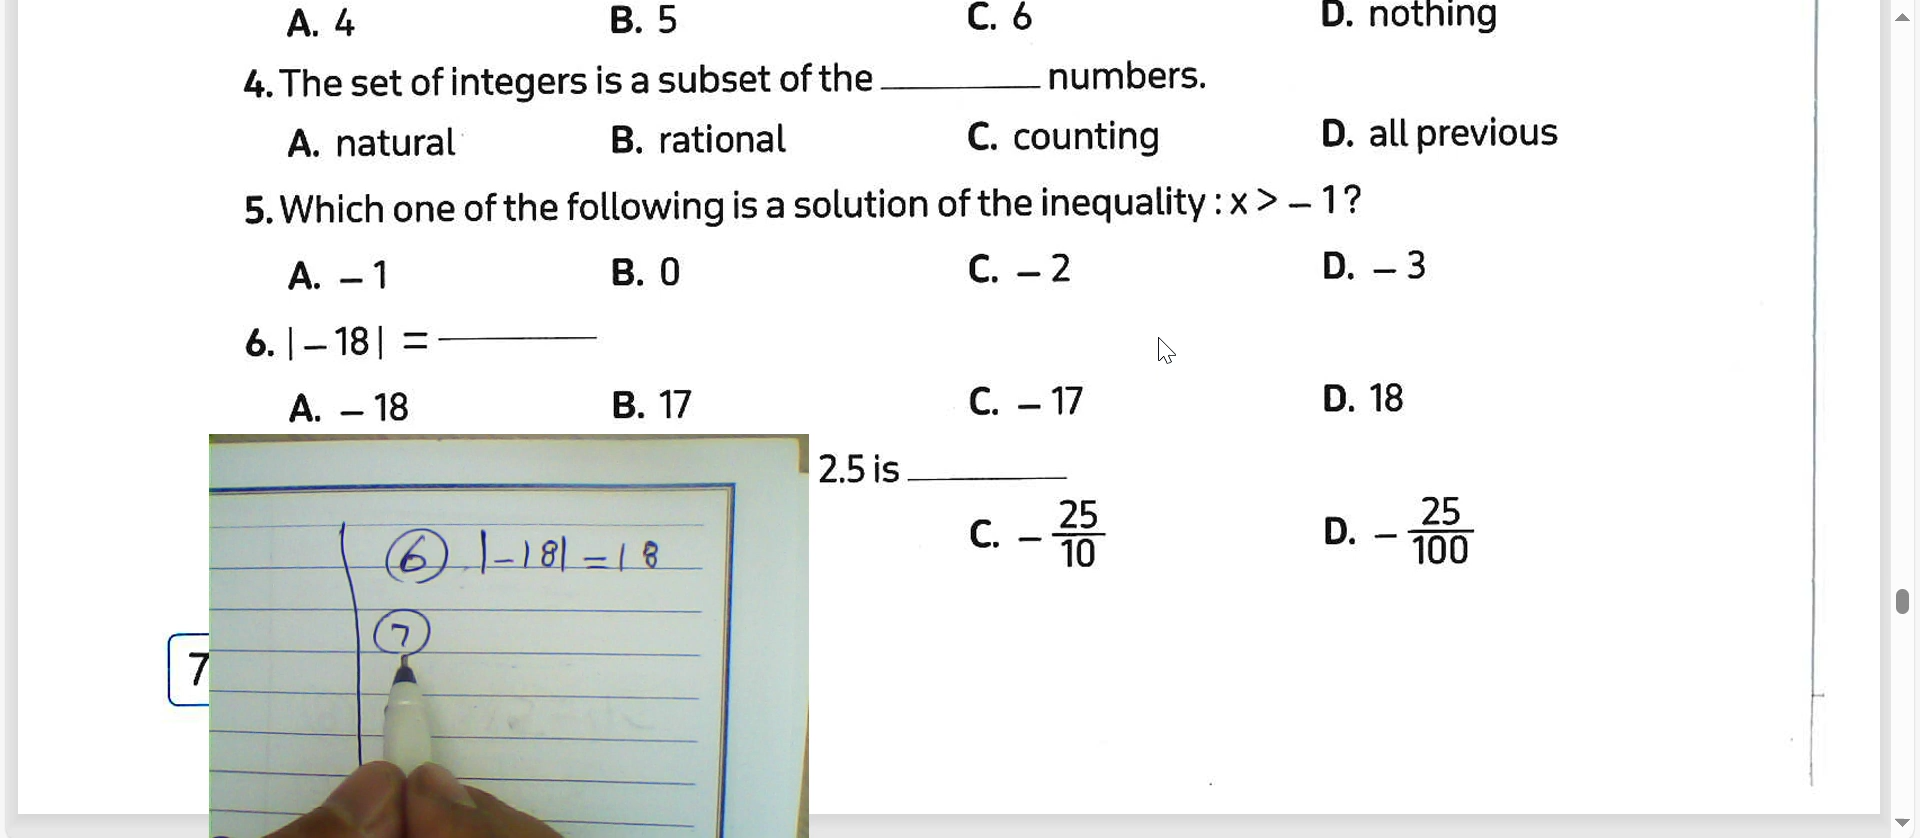 A. 4 B. 5 C. 6 D. nothing
4. The set of integers is a subset of the ________ numbers.
A. natural B. rational C. counting D. all previous
5. Which one of the following is a solution of the inequality : x > – 1?
A. – 1 B. 0 C. – 2 D. – 3
6. |– 18| = ________
A. – 18 B. 17 C. – 17 D. 18
2.5 is ________
C. – 25/10 D. – 25/100
6 |-18| = 18
7
7